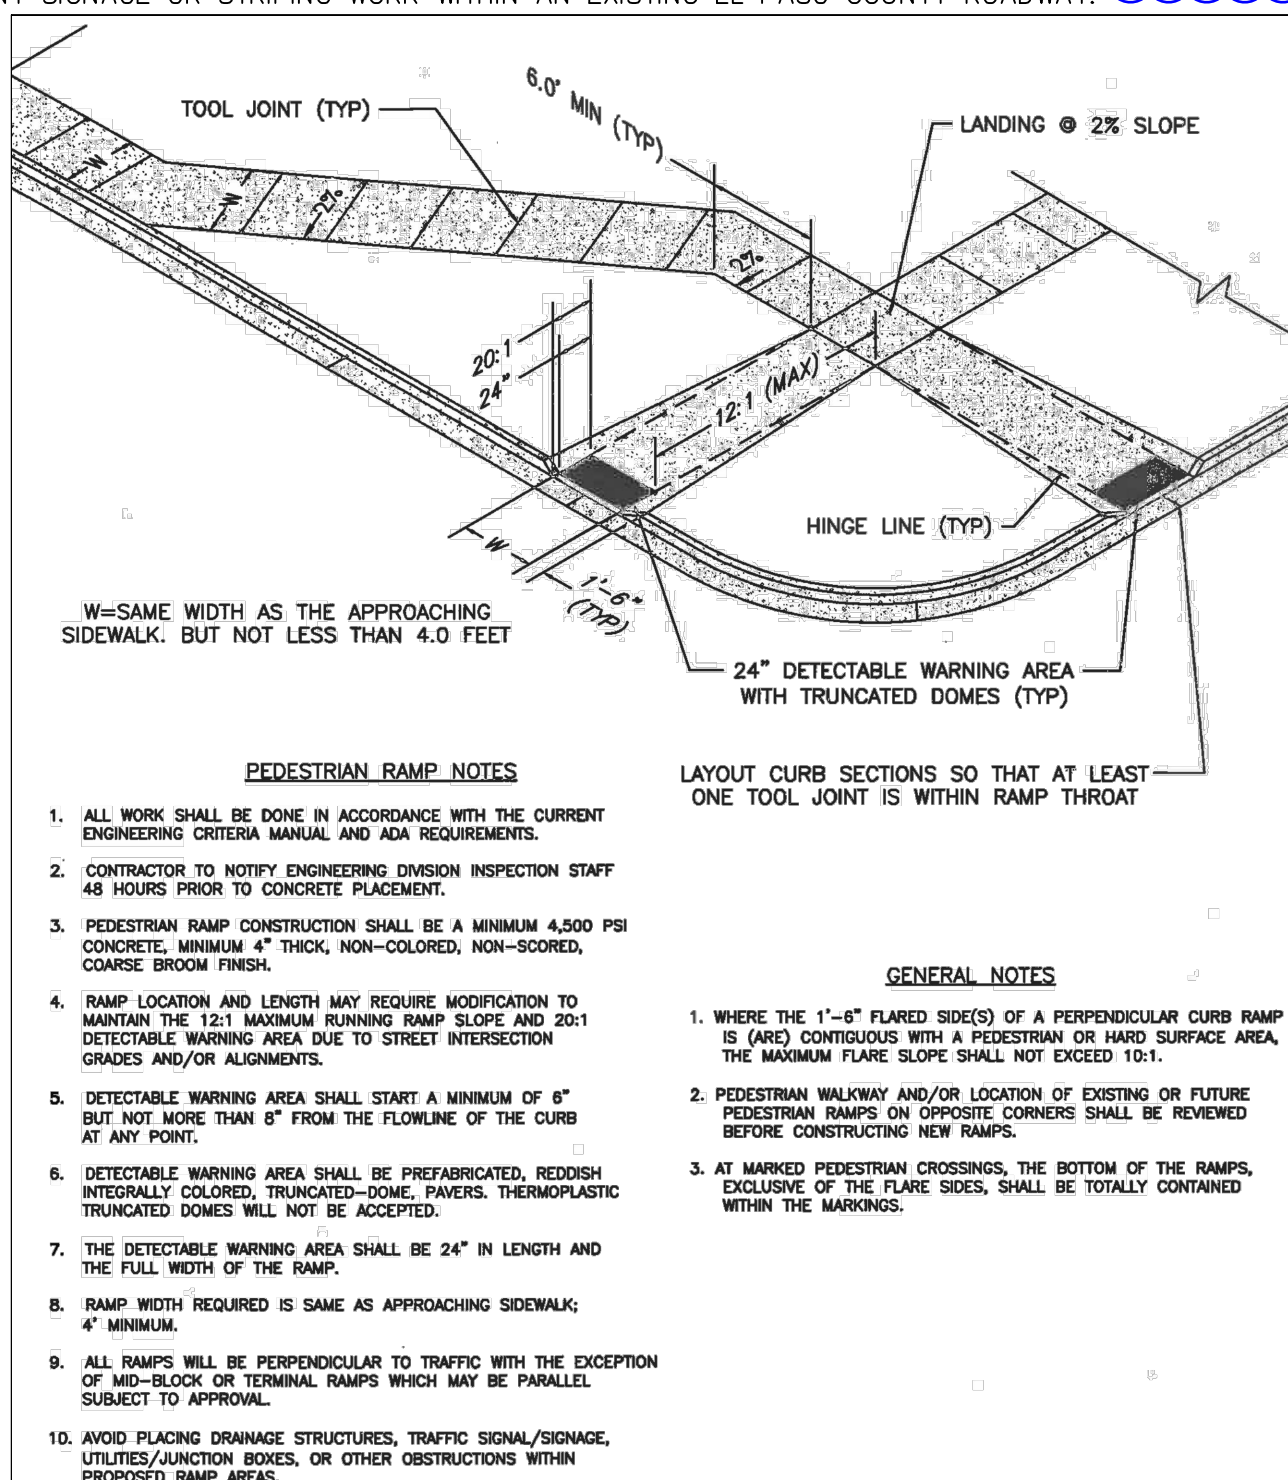 SIGNAGE OR STRIPING WORK WITHIN AN EXISTING EL PASO COUNTY ROADWAY.
TOOL JOINT (TYP)
6.0' MIN (TYP)
LANDING @ 2% SLOPE
W
W
2%
2%
20:1
24"
12:1 (MAX)
HINGE LINE (TYP)
W
1'-6"
(TYP)
W=SAME WIDTH AS THE APPROACHING
SIDEWALK. BUT NOT LESS THAN 4.0 FEET
24" DETECTABLE WARNING AREA
WITH TRUNCATED DOMES (TYP)
LAYOUT CURB SECTIONS SO THAT AT LEAST
ONE TOOL JOINT IS WITHIN RAMP THROAT
PEDESTRIAN RAMP NOTES
1. ALL WORK SHALL BE DONE IN ACCORDANCE WITH THE CURRENT
ENGINEERING CRITERIA MANUAL AND ADA REQUIREMENTS.
2. CONTRACTOR TO NOTIFY ENGINEERING DIVISION INSPECTION STAFF
48 HOURS PRIOR TO CONCRETE PLACEMENT.
3. PEDESTRIAN RAMP CONSTRUCTION SHALL BE A MINIMUM 4,500 PSI
CONCRETE, MINIMUM 4" THICK, NON-COLORED, NON-SCORED,
COARSE BROOM FINISH.
4. RAMP LOCATION AND LENGTH MAY REQUIRE MODIFICATION TO
MAINTAIN THE 12:1 MAXIMUM RUNNING RAMP SLOPE AND 20:1
DETECTABLE WARNING AREA DUE TO STREET INTERSECTION
GRADES AND/OR ALIGNMENTS.
5. DETECTABLE WARNING AREA SHALL START A MINIMUM OF 6"
BUT NOT MORE THAN 8" FROM THE FLOWLINE OF THE CURB
AT ANY POINT.
6. DETECTABLE WARNING AREA SHALL BE PREFABRICATED, REDDISH
INTEGRALLY COLORED, TRUNCATED-DOME, PAVERS. THERMOPLASTIC
TRUNCATED DOMES WILL NOT BE ACCEPTED.
7. THE DETECTABLE WARNING AREA SHALL BE 24" IN LENGTH AND
THE FULL WIDTH OF THE RAMP.
8. RAMP WIDTH REQUIRED IS SAME AS APPROACHING SIDEWALK;
4' MINIMUM.
9. ALL RAMPS WILL BE PERPENDICULAR TO TRAFFIC WITH THE EXCEPTION
OF MID-BLOCK OR TERMINAL RAMPS WHICH MAY BE PARALLEL
SUBJECT TO APPROVAL.
10. AVOID PLACING DRAINAGE STRUCTURES, TRAFFIC SIGNAL/SIGNAGE,
UTILITIES/JUNCTION BOXES, OR OTHER OBSTRUCTIONS WITHIN
PROPOSED RAMP AREAS.
GENERAL NOTES
1. WHERE THE 1'-6" FLARED SIDE(S) OF A PERPENDICULAR CURB RAMP
IS (ARE) CONTIGUOUS WITH A PEDESTRIAN OR HARD SURFACE AREA,
THE MAXIMUM FLARE SLOPE SHALL NOT EXCEED 10:1.
2. PEDESTRIAN WALKWAY AND/OR LOCATION OF EXISTING OR FUTURE
PEDESTRIAN RAMPS ON OPPOSITE CORNERS SHALL BE REVIEWED
BEFORE CONSTRUCTING NEW RAMPS.
3. AT MARKED PEDESTRIAN CROSSINGS, THE BOTTOM OF THE RAMPS,
EXCLUSIVE OF THE FLARE SIDES, SHALL BE TOTALLY CONTAINED
WITHIN THE MARKINGS.